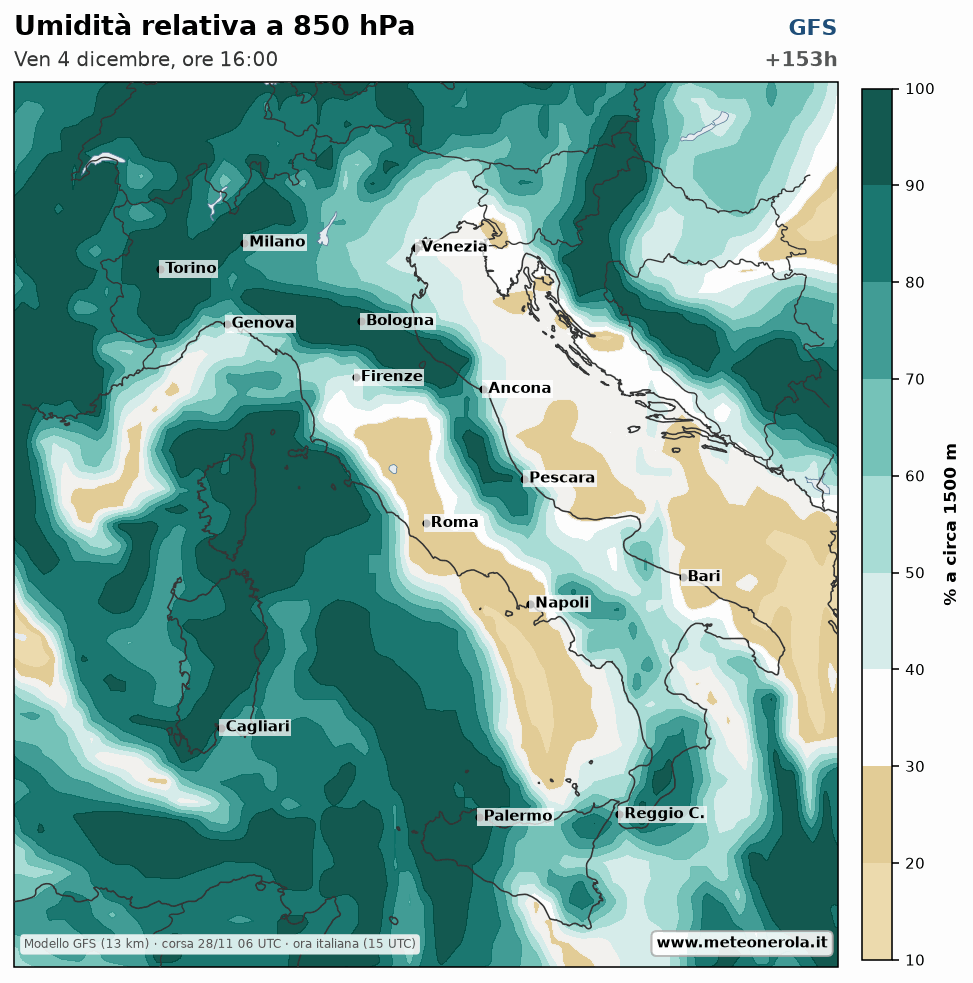 Umidità relativa a 850 hPa
GFS
Ven 4 dicembre, ore 16:00
+153h
100
90
80
70
60
50
40
30
20
10
% a circa 1500 m
Milano
Venezia
Torino
Genova
Bologna
Firenze
Ancona
Pescara
Roma
Bari
Napoli
Cagliari
Palermo
Reggio C.
Modello GFS (13 km) · corsa 28/11 06 UTC · ora italiana (15 UTC)
www.meteonerola.it